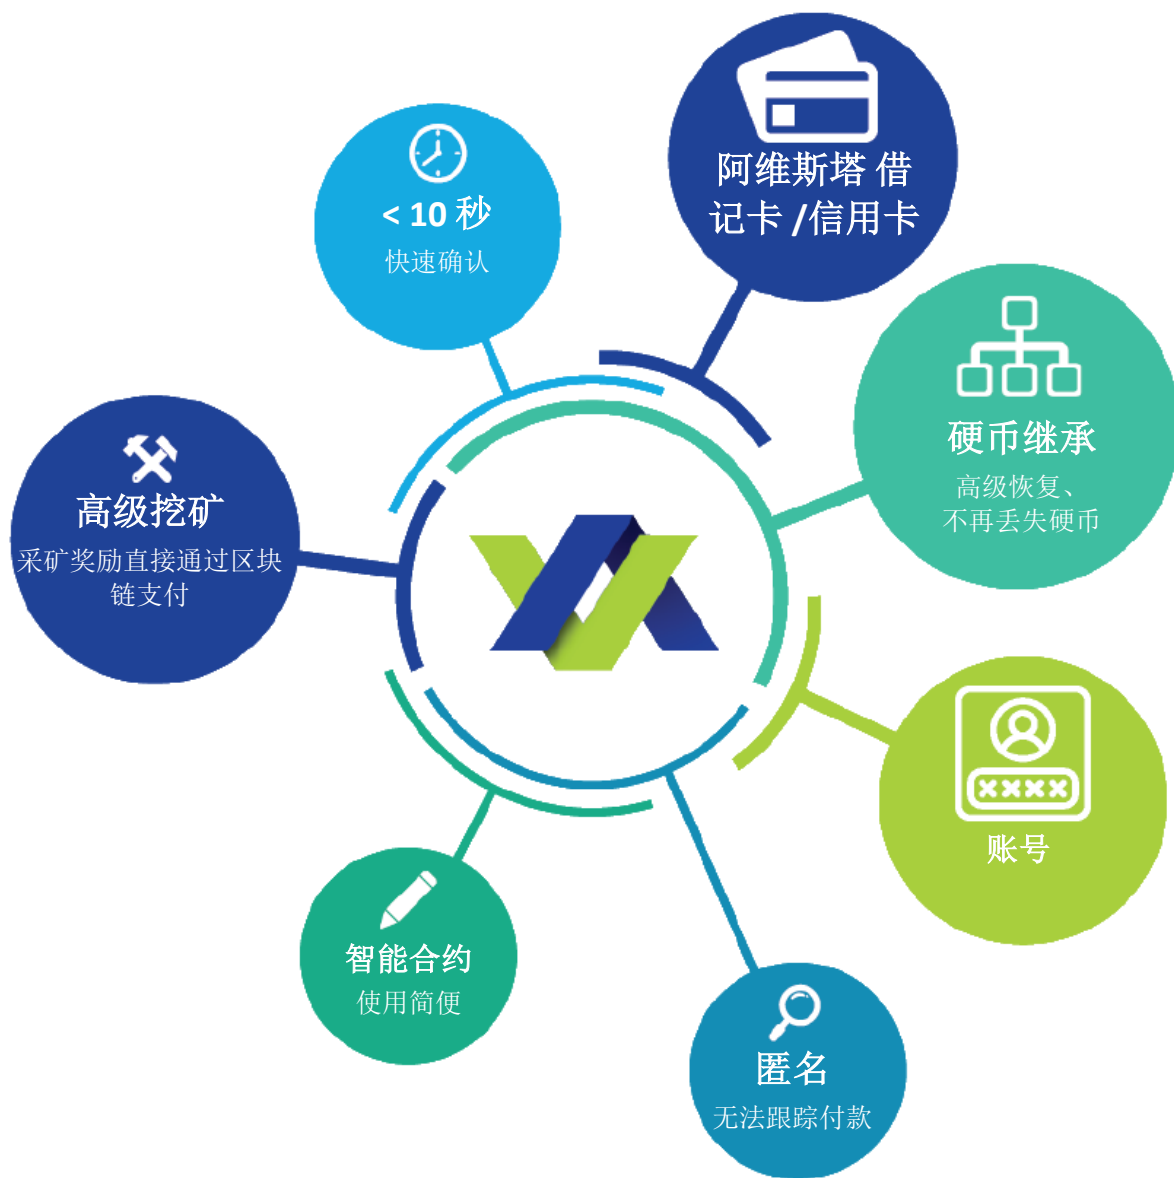 阿维斯塔 借
记卡 /信用卡
< 10 秒
快速确认
硬币继承
高级恢复、
不再丢失硬币
高级挖矿
采矿奖励直接通过区块
链支付
账号
智能合约
使用简便
匿名
无法跟踪付款